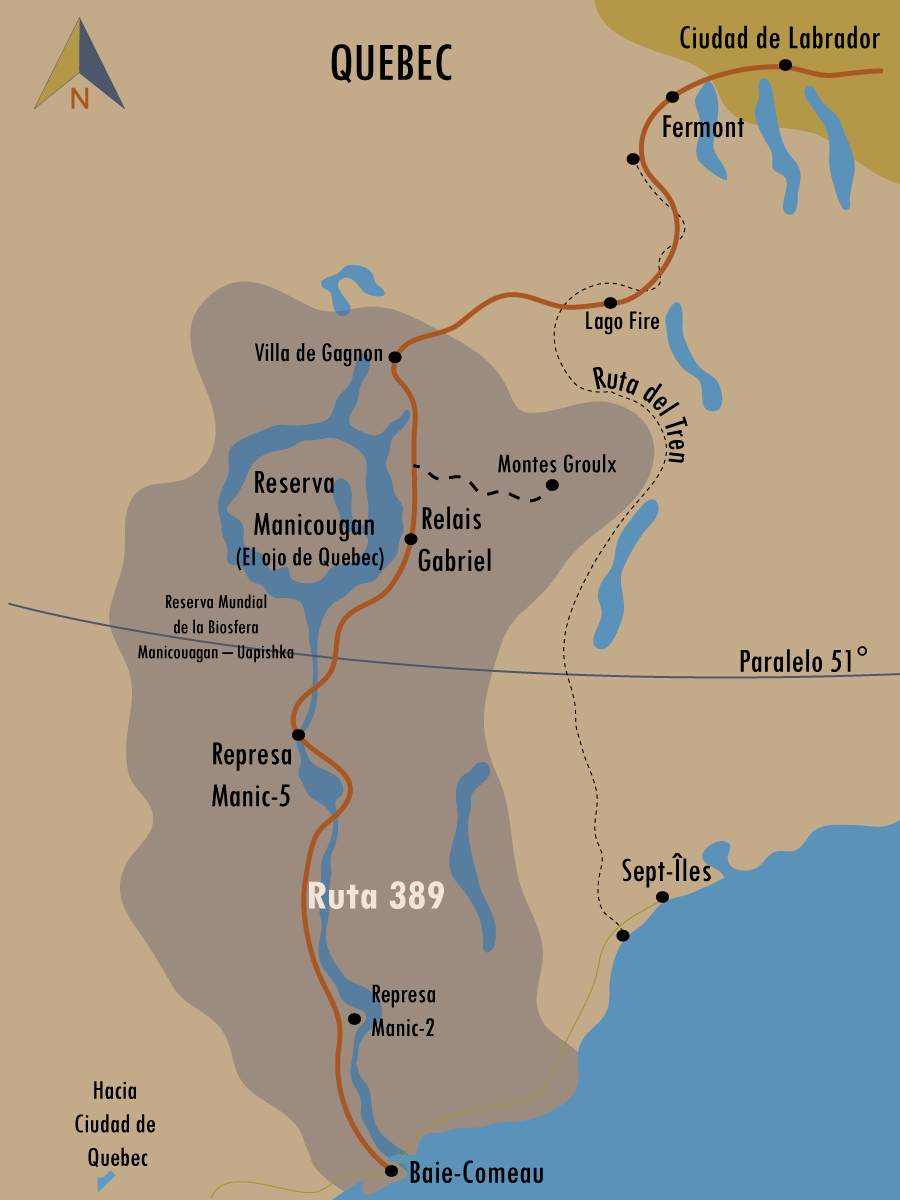 QUEBEC
Ciudad de Labrador
N
Fermont
Lago Fire
Villa de Gagnon
Ruta del Tren
Montes Groulx
Reserva
Manicougan
(El ojo de Quebec)
Relais
Gabriel
Reserva Mundial
de la Biosfera
Manicouagan – Uapishka
Paralelo 51°
Represa
Manic-5
Sept-Îles
Ruta 389
Represa
Manic-2
Hacia
Ciudad de
Quebec
Baie-Comeau